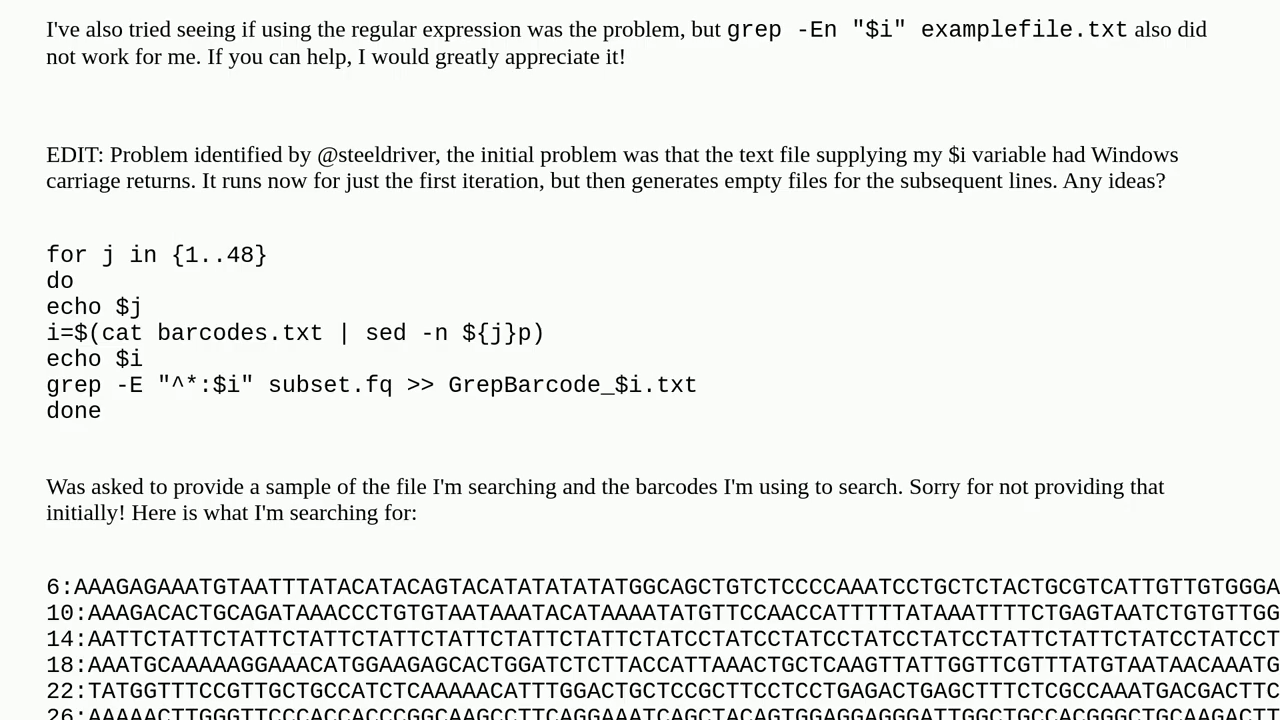 I've also tried seeing if using the regular expression was the problem, but grep -En "$i" examplefile.txt also did
not work for me. If you can help, I would greatly appreciate it!
EDIT: Problem identified by @steeldriver, the initial problem was that the text file supplying my $i variable had Windows
carriage returns. It runs now for just the first iteration, but then generates empty files for the subsequent lines. Any ideas?
for j in {1..48}
do
echo $j
i=$(cat barcodes.txt | sed -n ${j}p)
echo $i
grep -E "^*:$i" subset.fq >> GrepBarcode_$i.txt
done
Was asked to provide a sample of the file I'm searching and the barcodes I'm using to search. Sorry for not providing that
initially! Here is what I'm searching for:
6:AAAGAGAAATGTAATTTATACATACAGTACATATATATATGGCAGCTGTCTCCCCAAATCCTGCTCTACTGCGTCATTGTTGTGGGA
10:AAAGACACTGCAGATAAACCCTGTGTAATAAATACATAAAATATGTTCCAACCATTTTTATAAATTTTCTGAGTAATCTGTGTTGG
14:AATTCTATTCTATTCTATTCTATTCTATTCTATTCTATTCTATCCTATCCTATCCTATCCTATCCTATTCTATTCTATCCTATCCT
18:AAATGCAAAAAGGAAACATGGAAGAGCACTGGATCTCTTACCATTAAACTGCTCAAGTTATTGGTTCGTTTATGTAATAACAAATG
22:TATGGTTTCCGTTGCTGCCATCTCAAAAACATTTGGACTGCTCCGCTTCCTCCTGAGACTGAGCTTTCTCGCCAAATGACGACTTC
26:AAAAACTTGGGTTCCCACCACCCGGCAAGCCTTCAGGAAATCAGCTACAGTGGAGGAGGGATTGGCTGCCACGGGCTGCAAGACTT